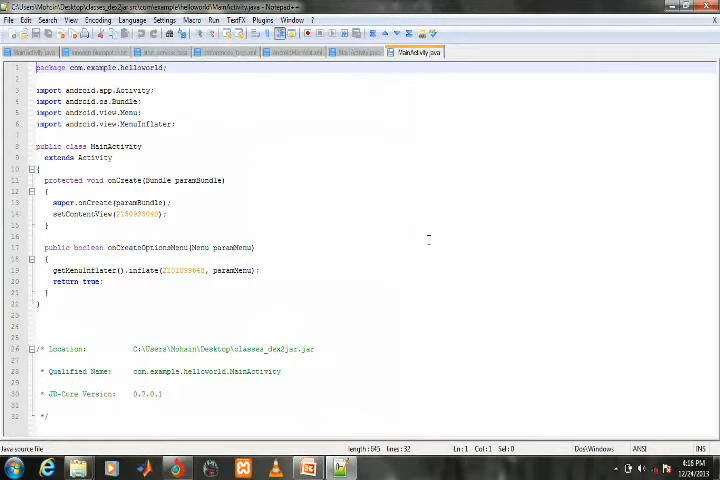 C:\Users\Mohsin\Desktop\classes_dex2jar.src\com\example\helloworld\MainActivity.java - Notepad++
File Edit Search View Encoding Language Settings Macro Run TextFX Plugins Window ?
MainActivity.java
package com.example.helloworld;
import android.app.Activity;
import android.os.Bundle;
import android.view.Menu;
import android.view.MenuInflater;
public class MainActivity
extends Activity
{
protected void onCreate(Bundle paramBundle)
{
super.onCreate(paramBundle);
setContentView(2130903040);
}
public boolean onCreateOptionsMenu(Menu paramMenu)
{
getMenuInflater().inflate(2131099648, paramMenu);
return true;
}
}
/* Location: C:\Users\Mohsin\Desktop\classes_dex2jar.jar
* Qualified Name: com.example.helloworld.MainActivity
* JD-Core Version: 0.7.0.1
*/
Java source file length:645 lines:32 Ln:1 Col:1 Sel:0 Dos\Windows ANSI INS
4:16 PM
12/24/2013